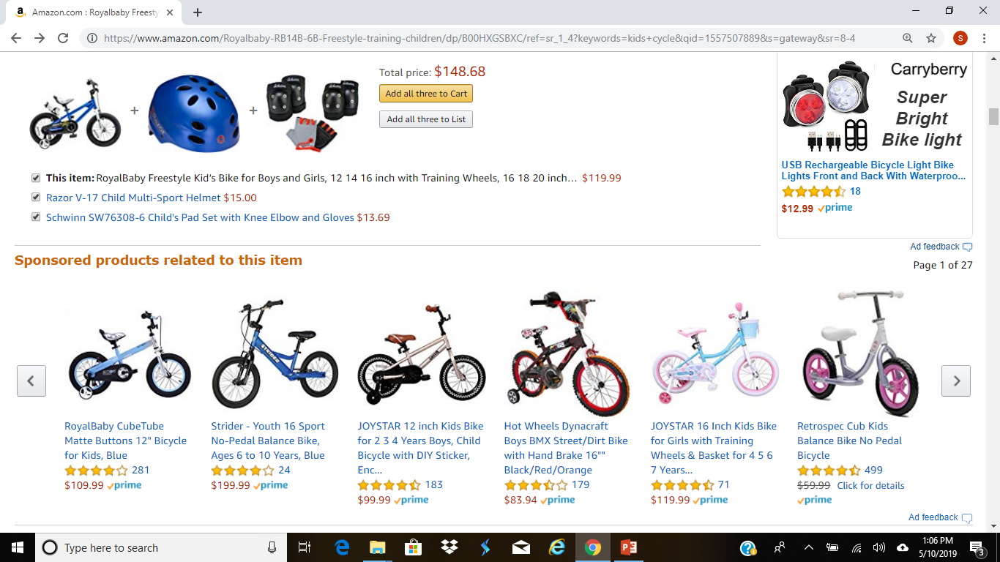 Amazon.com : Royalbaby Freesty
https://www.amazon.com/Royalbaby-RB14B-6B-Freestyle-training-children/dp/B00HXGSBXC/ref=sr_1_4?keywords=kids+cycle&qid=1557507889&s=gateway&sr=8-4
S
Total price: $148.68
Add all three to Cart
Add all three to List
+
+
This item: RoyalBaby Freestyle Kid's Bike for Boys and Girls, 12 14 16 inch with Training Wheels, 16 18 20 inch... $119.99
Razor V-17 Child Multi-Sport Helmet $15.00
Schwinn SW76308-6 Child's Pad Set with Knee Elbow and Gloves $13.69
Carryberry
Super
Bright
Bike light
USB Rechargeable Bicycle Light Bike
Lights Front and Back With Waterproo...
18
$12.99 prime
Ad feedback
Sponsored products related to this item
Page 1 of 27
STRIDER
RoyalBaby CubeTube
Matte Buttons 12" Bicycle
for Kids, Blue
281
$109.99 prime
Strider - Youth 16 Sport
No-Pedal Balance Bike,
Ages 6 to 10 Years, Blue
24
$199.99 prime
JOYSTAR 12 inch Kids Bike
for 2 3 4 Years Boys, Child
Bicycle with DIY Sticker,
Enc...
183
$99.99 prime
Hot Wheels Dynacraft
Boys BMX Street/Dirt Bike
with Hand Brake 16""
Black/Red/Orange
179
$83.94 prime
JOYSTAR 16 Inch Kids Bike
for Girls with Training
Wheels & Basket for 4 5 6
7 Years...
71
$119.99 prime
Retrospec Cub Kids
Balance Bike No Pedal
Bicycle
499
$59.99 Click for details
prime
Ad feedback
Type here to search
1:06 PM
5/10/2019
3